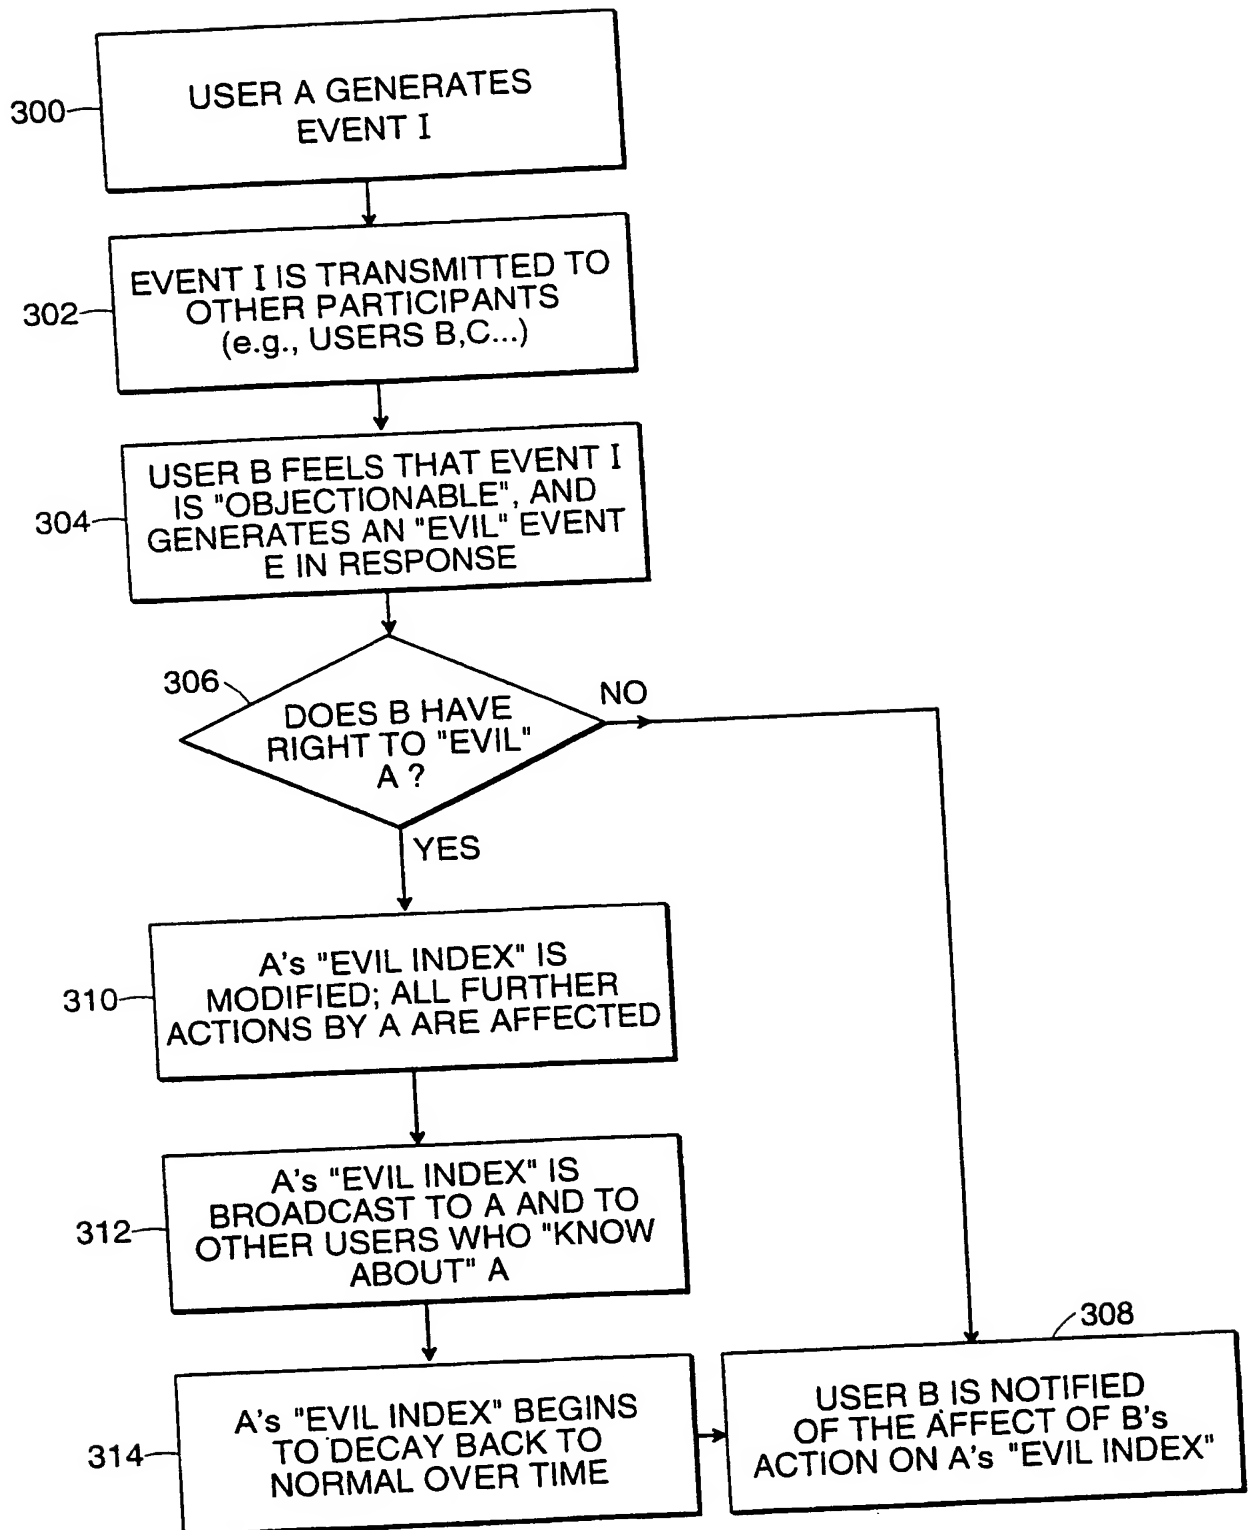 300
USER A GENERATES
EVENT I
302
EVENT I IS TRANSMITTED TO
OTHER PARTICIPANTS
(e.g., USERS B,C...)
304
USER B FEELS THAT EVENT I
IS "OBJECTIONABLE", AND
GENERATES AN "EVIL" EVENT
E IN RESPONSE
306
DOES B HAVE
RIGHT TO "EVIL"
A ?
NO
YES
310
A's "EVIL INDEX" IS
MODIFIED; ALL FURTHER
ACTIONS BY A ARE AFFECTED
312
A's "EVIL INDEX" IS
BROADCAST TO A AND TO
OTHER USERS WHO "KNOW
ABOUT" A
314
A's "EVIL INDEX" BEGINS
TO DECAY BACK TO
NORMAL OVER TIME
308
USER B IS NOTIFIED
OF THE AFFECT OF B's
ACTION ON A's "EVIL INDEX"